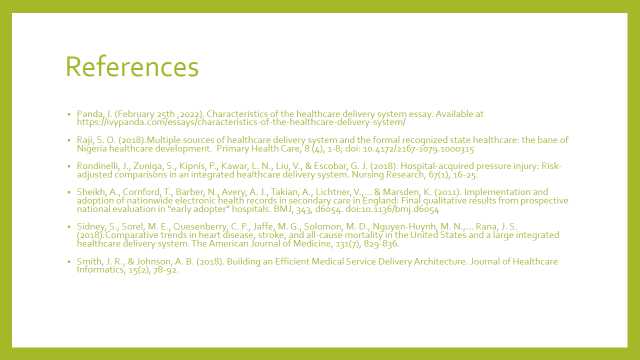 References
• Panda, I. (February 25th ,2022). Characteristics of the healthcare delivery system essay. Available at
https://ivypanda.com/essays/characteristics-of-the-healthcare-delivery-system/
• Raji, S. O. (2018).Multiple sources of healthcare delivery system and the formal recognized state healthcare: the bane of
Nigeria healthcare development. Primary Health Care, 8 (4), 1-8; doi: 10.4172/2167-1079.1000315
• Rondinelli, J., Zuniga, S., Kipnis, P., Kawar, L. N., Liu, V., & Escobar, G. J. (2018). Hospital-acquired pressure injury: Risk-
adjusted comparisons in an integrated healthcare delivery system. Nursing Research, 67(1), 16-25.
• Sheikh, A., Cornford, T., Barber, N., Avery, A. J., Takian, A., Lichtner, V.,... & Marsden, K. (2011). Implementation and
adoption of nationwide electronic health records in secondary care in England: Final qualitative results from prospective
national evaluation in "early adopter" hospitals. BMJ, 343, d6054. doi:10.1136/bmj.d6054
• Sidney, S., Sorel, M. E., Quesenberry, C. P., Jaffe, M. G., Solomon, M. D., Nguyen-Huynh, M. N.,... Rana, J. S.
(2018).Comparative trends in heart disease, stroke, and all-cause mortality in the United States and a large integrated
healthcare delivery system. The American Journal of Medicine, 131(7), 829-836.
• Smith, J. R., & Johnson, A. B. (2018). Building an Efficient Medical Service Delivery Architecture. Journal of Healthcare
Informatics, 15(2), 78-92.